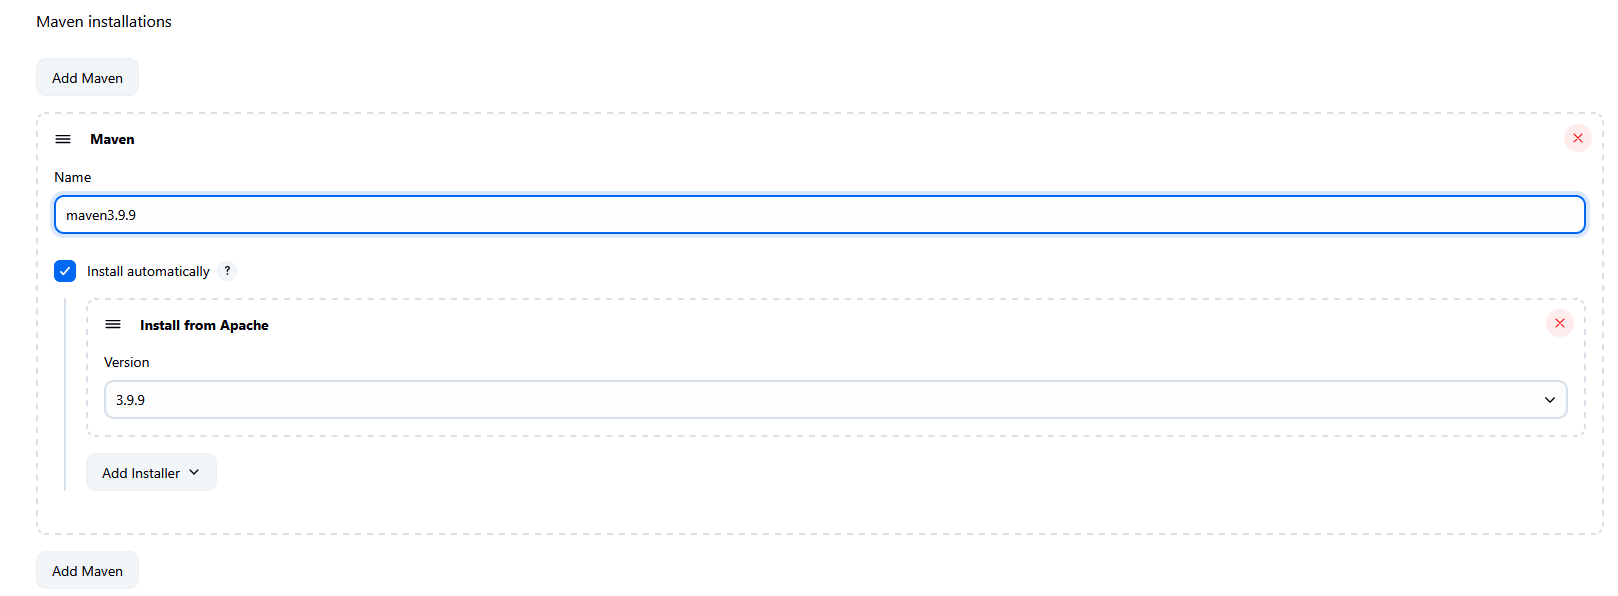 Maven installations
Add Maven
Maven
Name
maven3.9.9
Install automatically ?
Install from Apache
Version
3.9.9
Add Installer
Add Maven